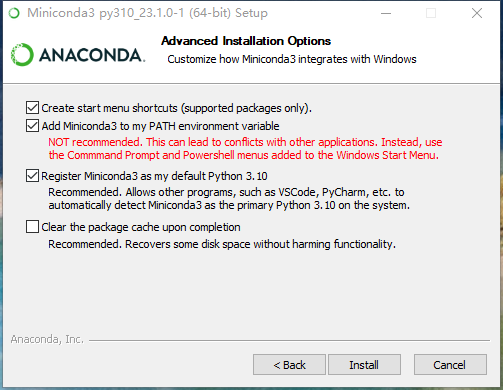 Miniconda3 py310_23.1.0-1 (64-bit) Setup
ANACONDA.
Advanced Installation Options
Customize how Miniconda3 integrates with Windows
Create start menu shortcuts (supported packages only).
Add Miniconda3 to my PATH environment variable
NOT recommended. This can lead to conflicts with other applications. Instead, use
the Commmand Prompt and Powershell menus added to the Windows Start Menu.
Register Miniconda3 as my default Python 3.10
Recommended. Allows other programs, such as VSCode, PyCharm, etc. to
automatically detect Miniconda3 as the primary Python 3.10 on the system.
Clear the package cache upon completion
Recommended. Recovers some disk space without harming functionality.
Anaconda, Inc.
< Back
Install
Cancel